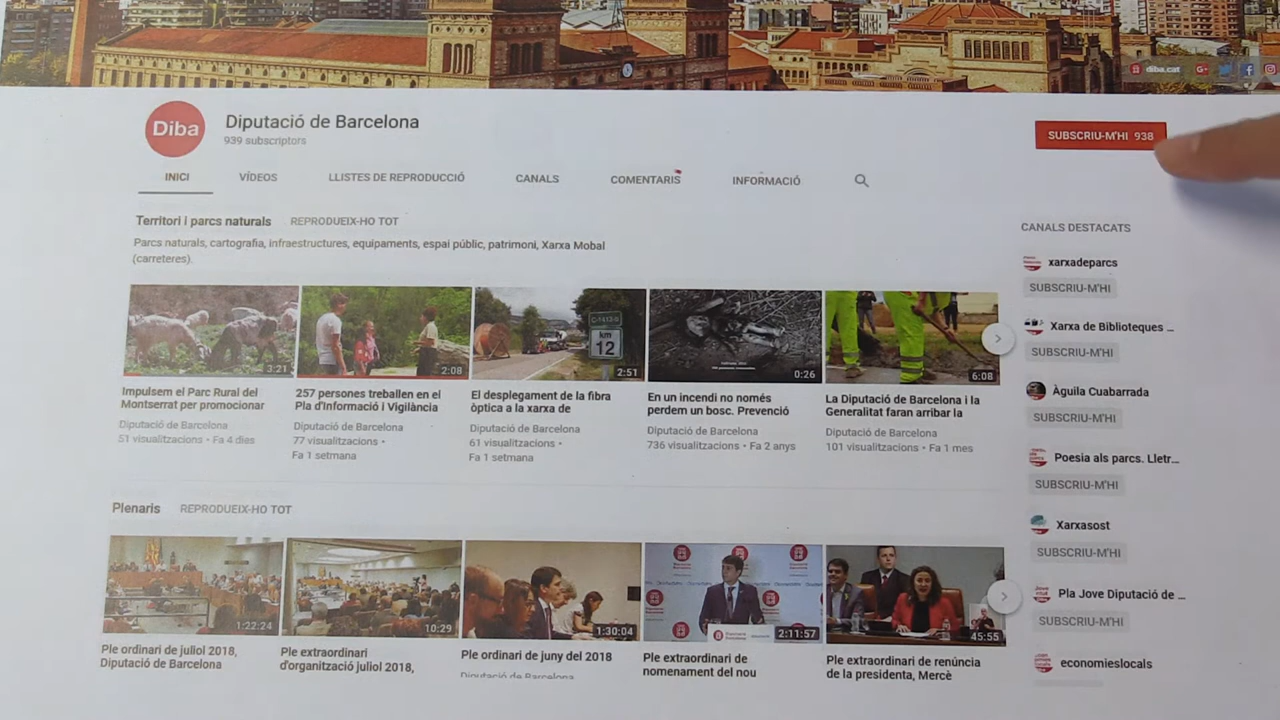 diba.cat
Diba
Diputació de Barcelona
939 subscriptors
SUBSCRIU-M'HI 938
INICI
VÍDEOS
LLISTES DE REPRODUCCIÓ
CANALS
COMENTARIS
INFORMACIÓ
Territori i parcs naturals
REPRODUEIX-HO TOT
Parcs naturals, cartografia, infraestructures, equipaments, espai públic, patrimoni, Xarxa Mobal
(carreteres).
3:21
Impulsem el Parc Rural del
Montserrat per promocionar
Diputació de Barcelona
51 visualitzacions • Fa 4 dies
2:08
257 persones treballen en el
Pla d'Informació i Vigilància
Diputació de Barcelona
77 visualitzacions •
Fa 1 setmana
km
12
2:51
El desplegament de la fibra
òptica a la xarxa de
Diputació de Barcelona
61 visualitzacions •
Fa 1 setmana
0:26
En un incendi no només
perdem un bosc. Prevenció
Diputació de Barcelona
736 visualitzacions • Fa 2 anys
6:08
La Diputació de Barcelona i la
Generalitat faran arribar la
Diputació de Barcelona
101 visualitzacions • Fa 1 mes
Plenaris
REPRODUEIX-HO TOT
1:22:24
Ple ordinari de juliol 2018,
Diputació de Barcelona
10:29
Ple extraordinari
d'organització juliol 2018,
1:30:04
Ple ordinari de juny del 2018
Diputació de Barcelona
2:11:57
Ple extraordinari de
nomenament del nou
45:55
Ple extraordinari de renúncia
de la presidenta, Mercè
CANALS DESTACATS
xarxadeparcs
SUBSCRIU-M'HI
Xarxa de Biblioteques ...
SUBSCRIU-M'HI
Àguila Cuabarrada
SUBSCRIU-M'HI
Poesia als parcs. Lletr...
SUBSCRIU-M'HI
Xarxasost
SUBSCRIU-M'HI
Pla Jove Diputació de ...
SUBSCRIU-M'HI
economieslocals